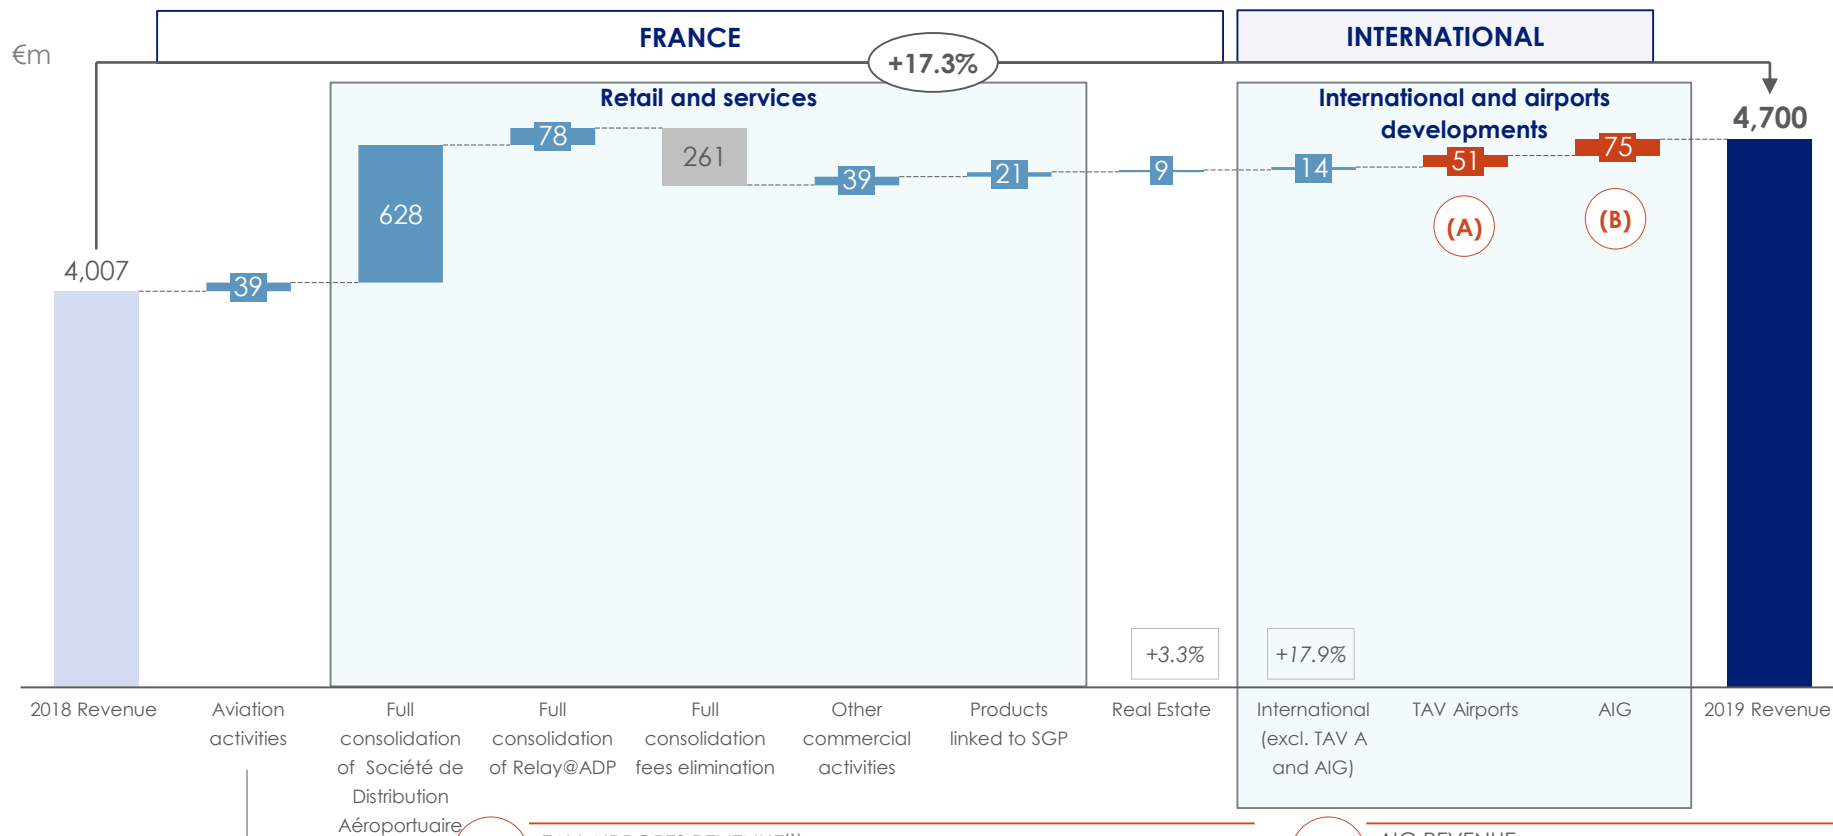 FRANCE
INTERNATIONAL
€m
+17.3%
Retail and services
International and airports
developments
4,700
4,007
39
628
78
261
39
21
9
14
51
75
(A)
(B)
+3.3%
+17.9%
2018 Revenue
Aviation
activities
Full
consolidation
of Société de
Distribution
Aéroportuaire
Full
consolidation
of Relay@ADP
Full
consolidation
fees elimination
Other
commercial
activities
Products
linked to SGP
Real Estate
International
(excl. TAV A
and AIG)
TAV Airports
AIG
2019 Revenue
AIG REVENUE